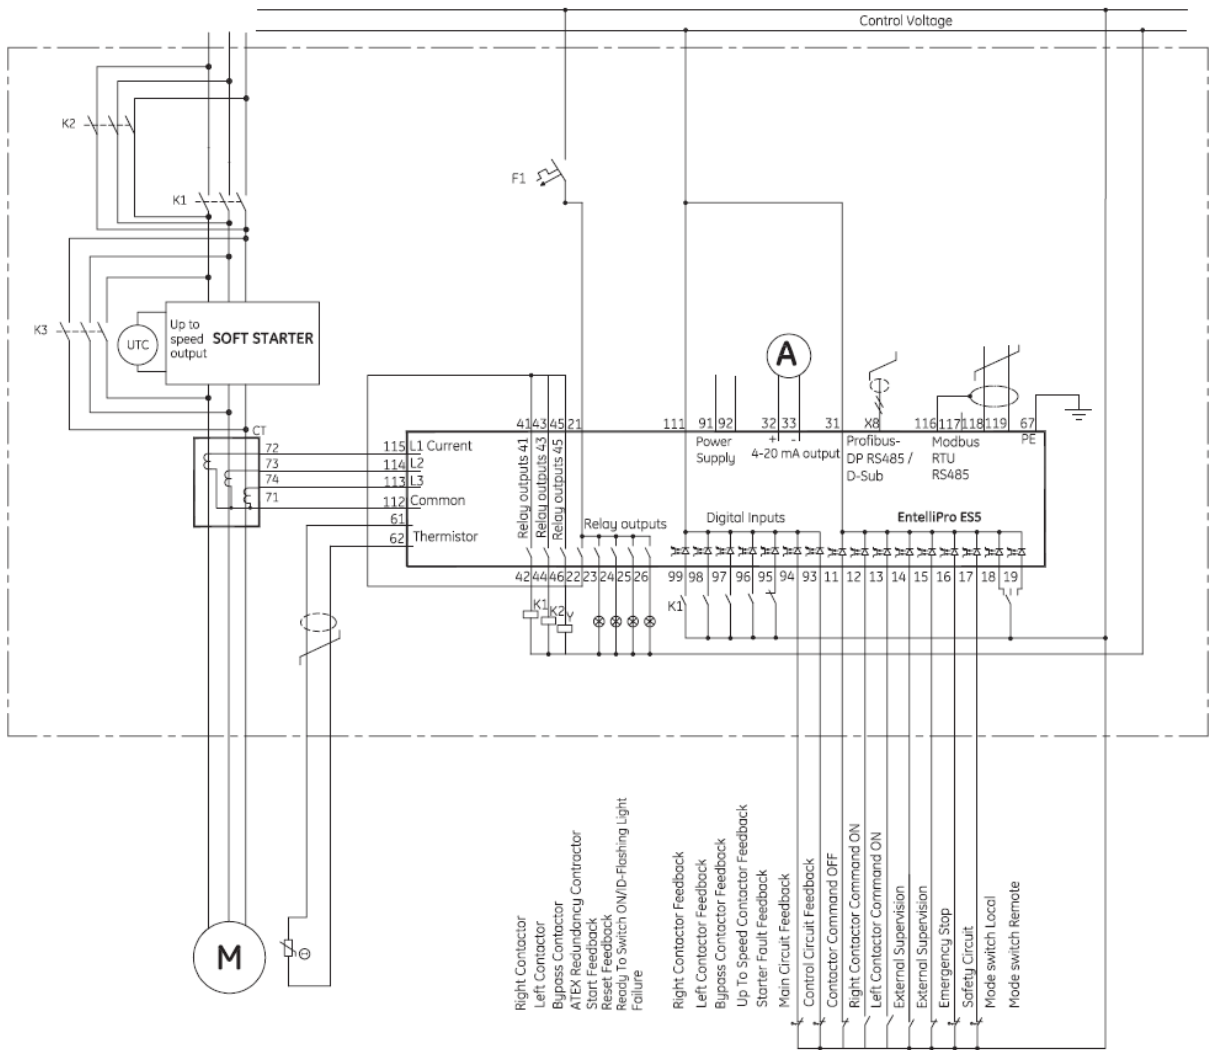 Control Voltage
K2
F1
K1
K3
UTC
Up to
speed
output
SOFT STARTER
A
CT
41 43 45 21
111
91 92
32 33
31
X8
116 117 118 119
67
72
73
74
71
115 L1 Current
114 L2
113 L3
112 Common
61
62
Thermistor
Relay outputs 41
Relay outputs 43
Relay outputs 45
Relay outputs
Power
Supply
+ -
4-20 mA output
Profibus-
DP RS485 /
D-Sub
Modbus
RTU
RS485
PE
Digital Inputs
EntelliPro ES5
42 44 46 22 23 24 25 26
99 98 97 96 95 94 93 11 12 13 14 15 16 17 18 19
K1
K2
Y
K1
M
Right Contactor
Left Contactor
Bypass Contactor
ATEX Redundancy Contractor
Start Feedback
Reset Feedback
Ready To Switch ON/ID-Flashing Light
Failure
Right Contactor Feedback
Left Contactor Feedback
Bypass Contactor Feedback
Up To Speed Contactor Feedback
Starter Fault Feedback
Main Circuit Feedback
Control Circuit Feedback
Contactor Command OFF
Right Contactor Command ON
Left Contactor Command ON
External Supervision
External Supervision
Emergency Stop
Safety Circuit
Mode switch Local
Mode switch Remote